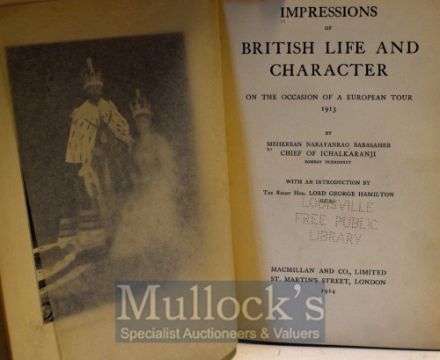 IMPRESSIONS
OF
BRITISH LIFE AND
CHARACTER
ON THE OCCASION OF A EUROPEAN TOUR
1913
BY
MEHERBAN NARAYANRAO BABASAHEB
CHIEF OF ICHALKARANJI
BOMBAY PRESIDENCY
WITH AN INTRODUCTION BY
THE RIGHT HON. LORD GEORGE HAMILTON
LOUISVILLE
FREE PUBLIC
LIBRARY
MACMILLAN AND CO., LIMITED
ST. MARTIN'S STREET, LONDON
1914
Mullock's
Specialist Auctioneers & Valuers